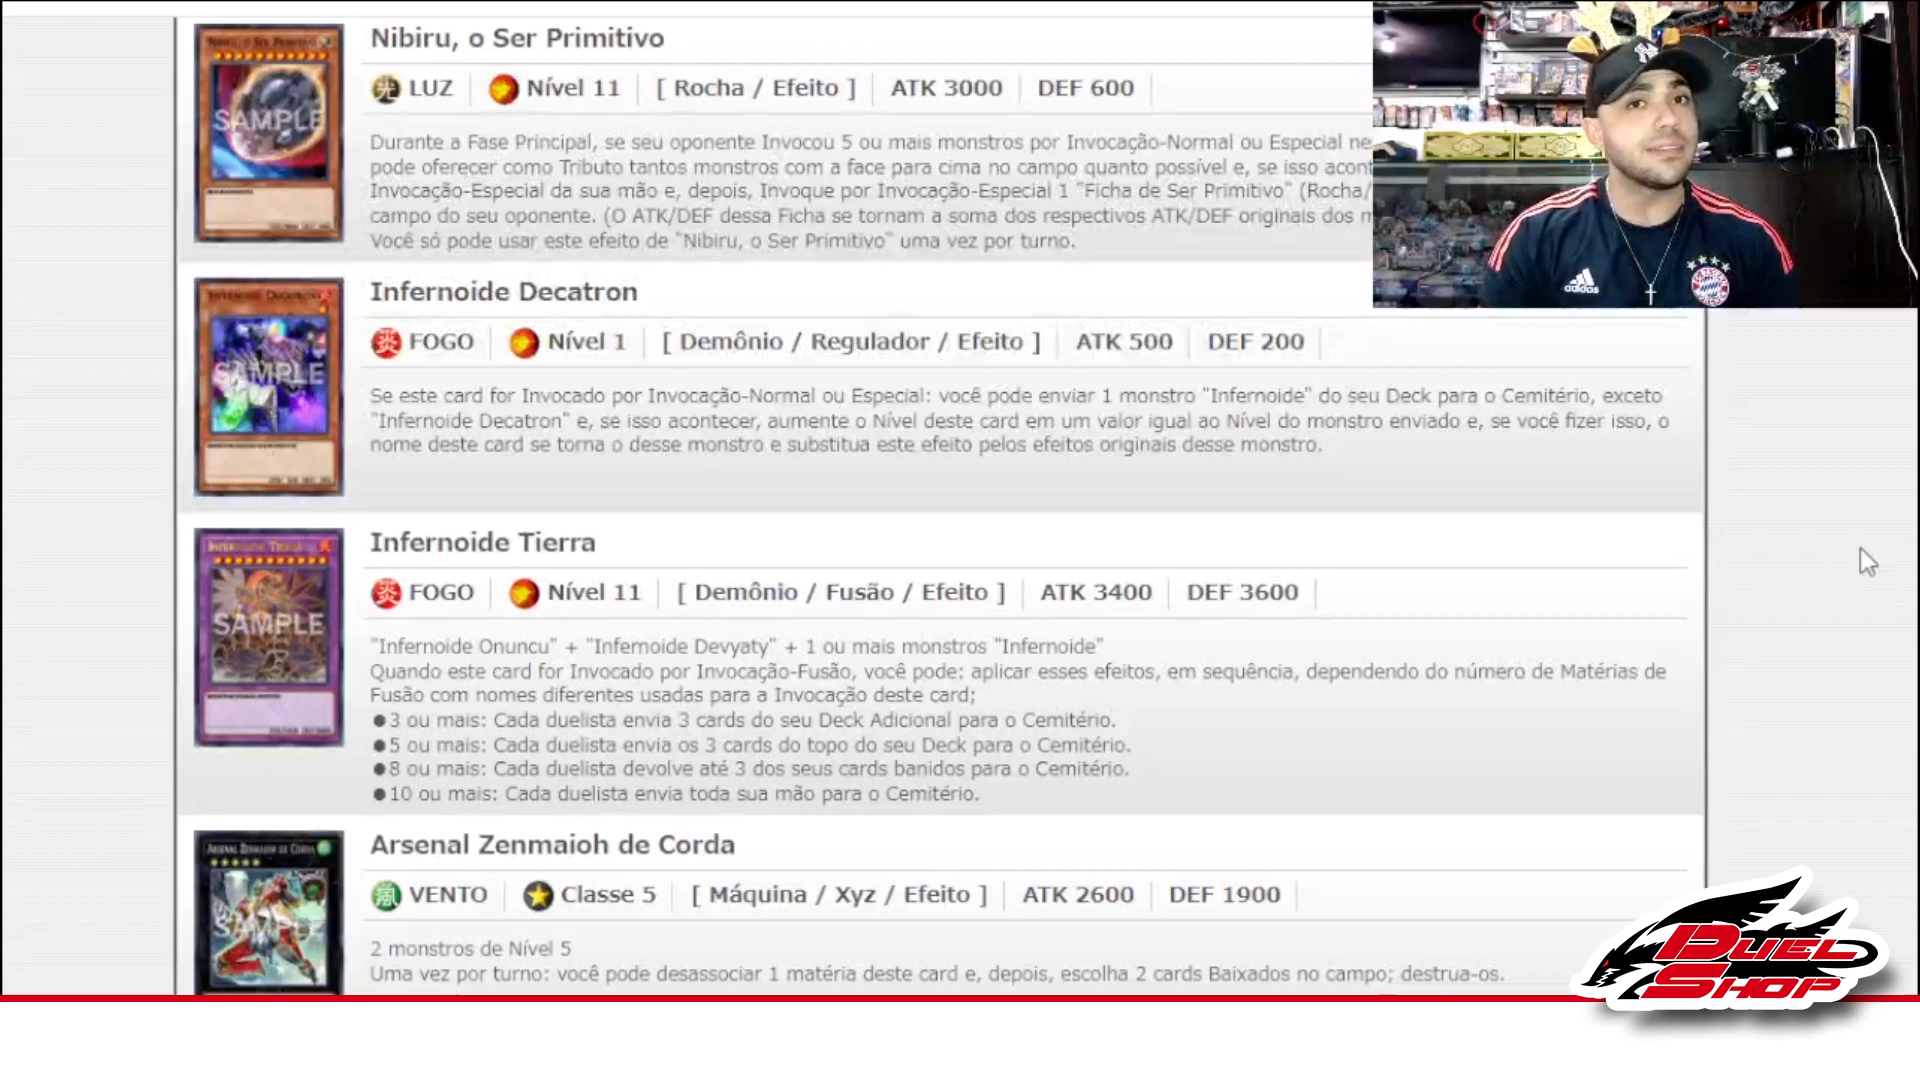 Nibiru, o Ser Primitivo
LUZ Nível 11 [ Rocha / Efeito ] ATK 3000 DEF 600
SAMPLE
Durante a Fase Principal, se seu oponente Invocou 5 ou mais monstros por Invocação-Normal ou Especial ne
pode oferecer como Tributo tantos monstros com a face para cima no campo quanto possível e, se isso acont
Invocação-Especial da sua mão e, depois, Invoque por Invocação-Especial 1 "Ficha de Ser Primitivo" (Rocha/
campo do seu oponente. (O ATK/DEF dessa Ficha se tornam a soma dos respectivos ATK/DEF originais dos m
Você só pode usar este efeito de "Nibiru, o Ser Primitivo" uma vez por turno.
adidas
Infernoide Decatron
FOGO Nível 1 [ Demônio / Regulador / Efeito ] ATK 500 DEF 200
SAMPLE
Se este card for Invocado por Invocação-Normal ou Especial: você pode enviar 1 monstro "Infernoide" do seu Deck para o Cemitério, exceto
"Infernoide Decatron" e, se isso acontecer, aumente o Nível deste card em um valor igual ao Nível do monstro enviado e, se você fizer isso, o
nome deste card se torna o desse monstro e substitua este efeito pelos efeitos originais desse monstro.
Infernoide Tierra
FOGO Nível 11 [ Demônio / Fusão / Efeito ] ATK 3400 DEF 3600
SAMPLE
"Infernoide Onuncu" + "Infernoide Devyaty" + 1 ou mais monstros "Infernoide"
Quando este card for Invocado por Invocação-Fusão, você pode; aplicar esses efeitos, em sequência, dependendo do número de Matérias de
Fusão com nomes diferentes usadas para a Invocação deste card;
●3 ou mais: Cada duelista envia 3 cards do seu Deck Adicional para o Cemitério.
●5 ou mais: Cada duelista envia os 3 cards do topo do seu Deck para o Cemitério.
●8 ou mais: Cada duelista devolve até 3 dos seus cards banidos para o Cemitério.
●10 ou mais: Cada duelista envia toda sua mão para o Cemitério.
Arsenal Zenmaioh de Corda
VENTO Classe 5 [ Máquina / Xyz / Efeito ] ATK 2600 DEF 1900
2 monstros de Nível 5
Uma vez por turno: você pode desassociar 1 matéria deste card e, depois, escolha 2 cards Baixados no campo; destrua-os.
DUEL
SHOP